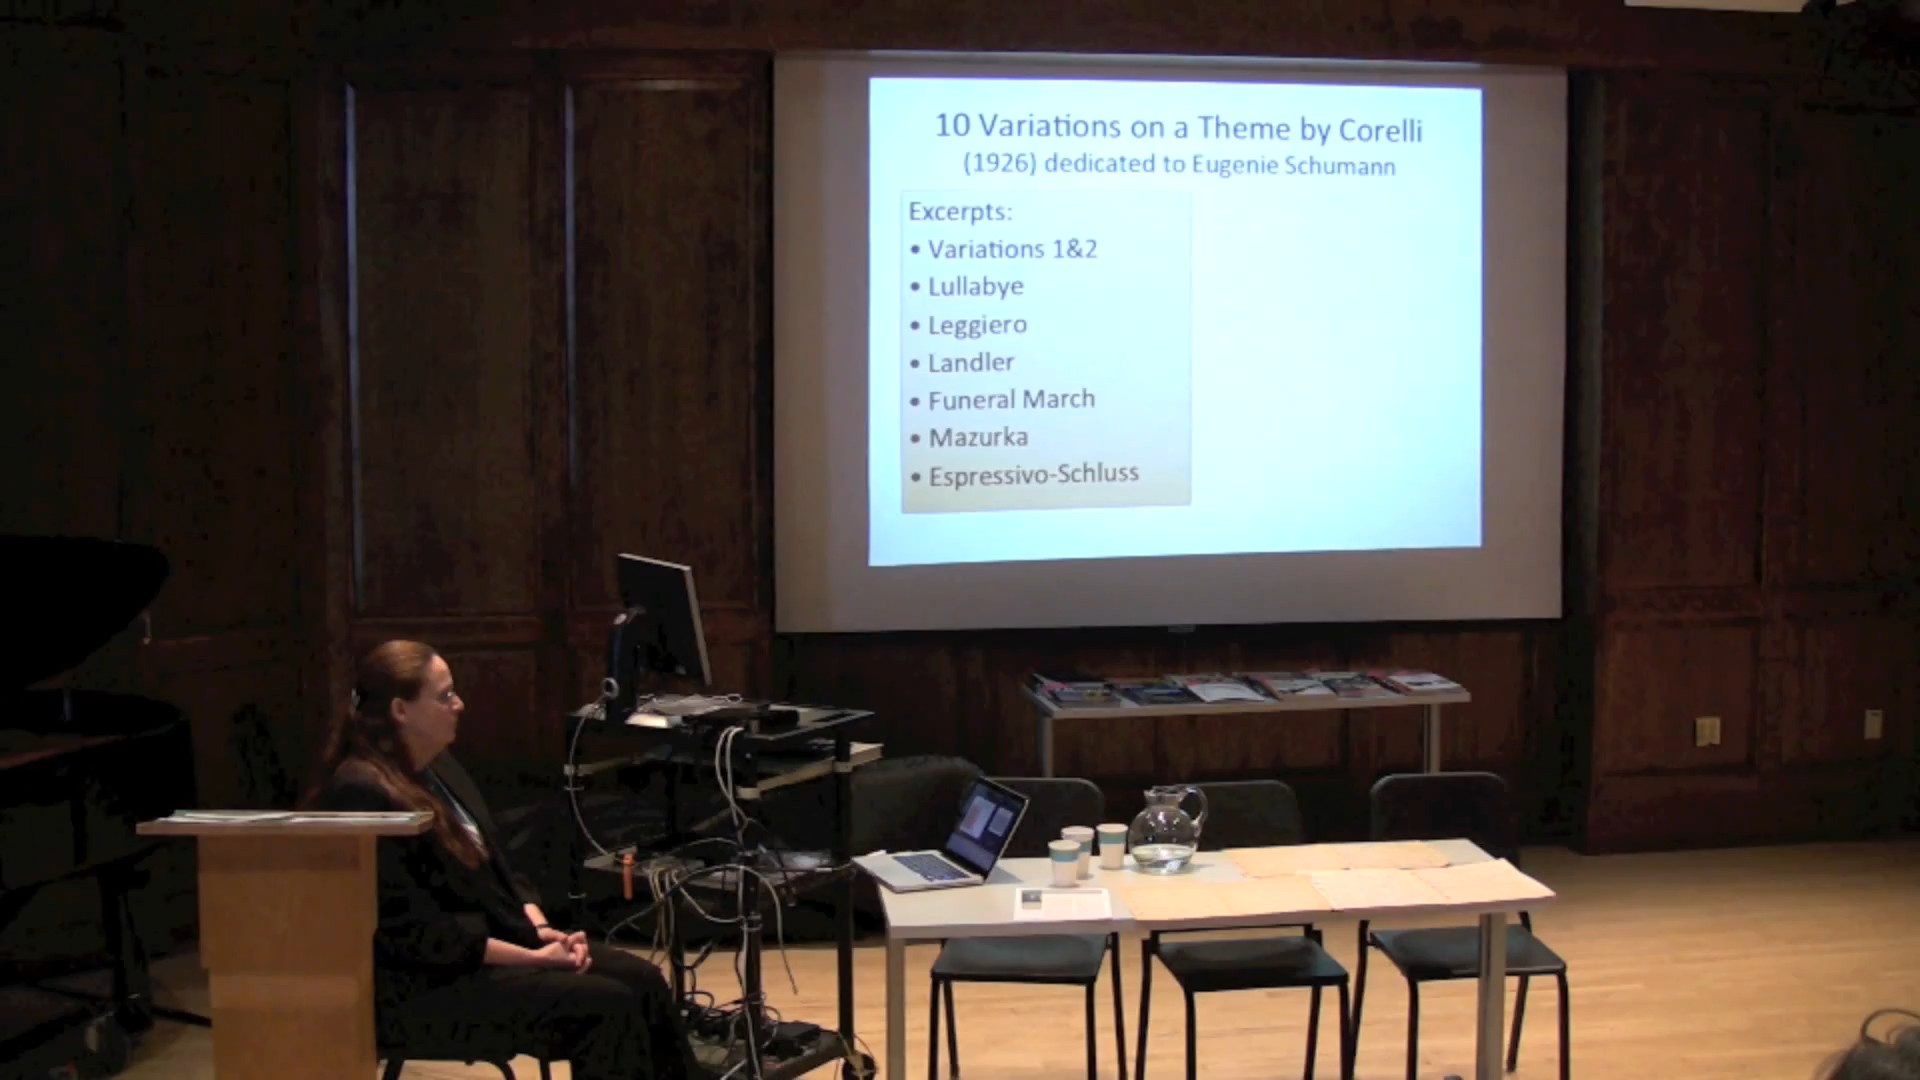 10 Variations on a Theme by Corelli
(1926) dedicated to Eugenie Schumann
Excerpts:
• Variations 1&2
• Lullabye
• Leggiero
• Landler
• Funeral March
• Mazurka
• Espressivo-Schluss